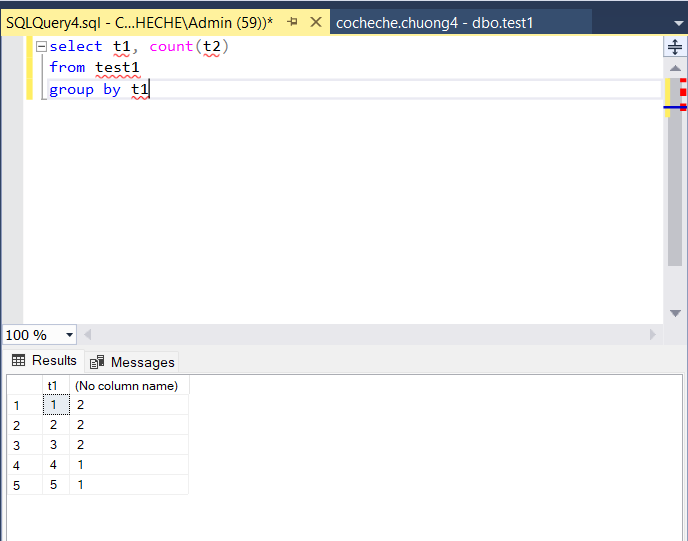 SQLQuery4.sql - C...HECHE\Admin (59))* cocheche.chuong4 - dbo.test1
select t1, count(t2)
from test1
group by t1
100 %
Results Messages
t1 (No column name)
1 1 2
2 2 2
3 3 2
4 4 1
5 5 1